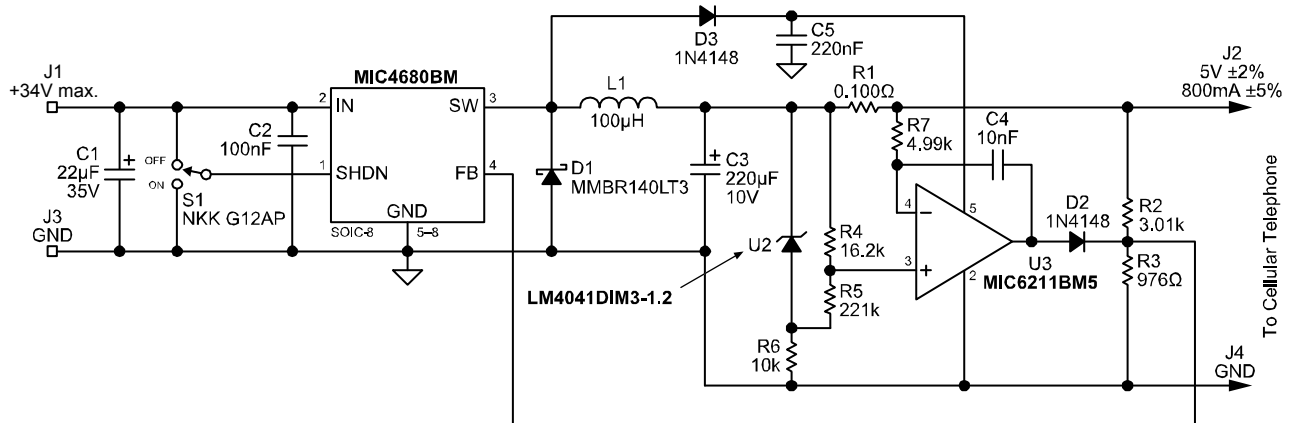 J1
+34V max.
C1
22µF
35V
OFF
ON
S1
NKK G12AP
J3
GND
C2
100nF
MIC4680BM
2
IN
SW
3
1
SHDN
FB
4
GND
SOIC-8
5–8
L1
100µH
D1
MMBR140LT3
D3
1N4148
C5
220nF
C3
220µF
10V
U2
LM4041DIM3-1.2
R1
0.100Ω
R7
4.99k
C4
10nF
R4
16.2k
R5
221k
R6
10k
4
−
5
3
+
2
U3
MIC6211BM5
D2
1N4148
R2
3.01k
R3
976Ω
J2
5V ±2%
800mA ±5%
To Cellular Telephone
J4
GND